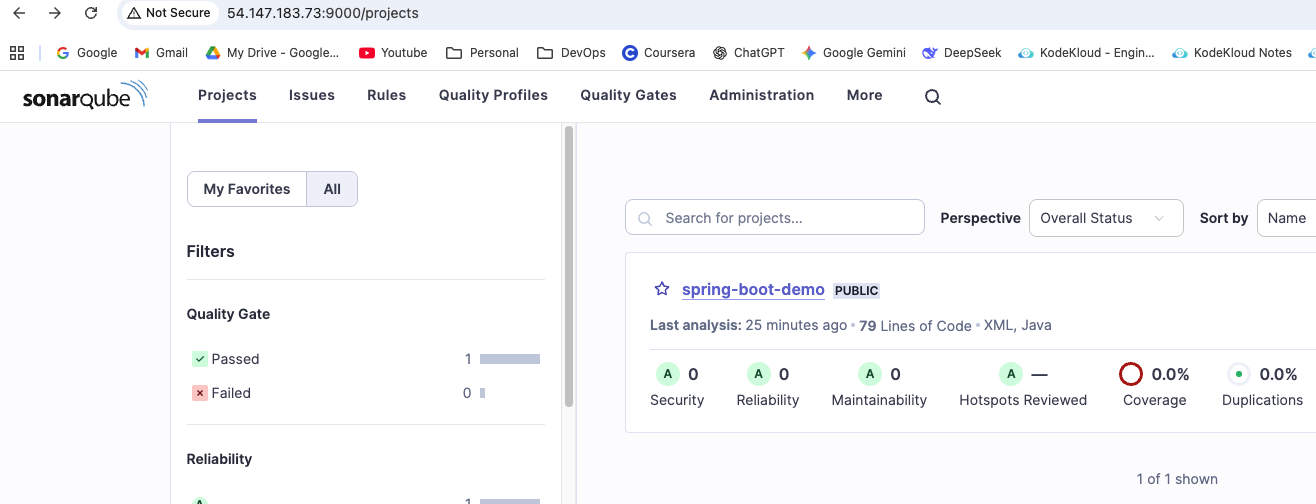 Not Secure 54.147.183.73:9000/projects
Google Gmail My Drive - Google... Youtube Personal DevOps Coursera ChatGPT Google Gemini DeepSeek KodeKloud - Engin... KodeKloud Notes
sonarqube Projects Issues Rules Quality Profiles Quality Gates Administration More
My Favorites All
Search for projects... Perspective Overall Status Sort by Name
Filters
spring-boot-demo PUBLIC
Last analysis: 25 minutes ago • 79 Lines of Code • XML, Java
Quality Gate
Passed 1
Failed 0
A 0 A 0 A 0 A — 0.0% 0.0%
Security Reliability Maintainability Hotspots Reviewed Coverage Duplications
Reliability
A 1
1 of 1 shown